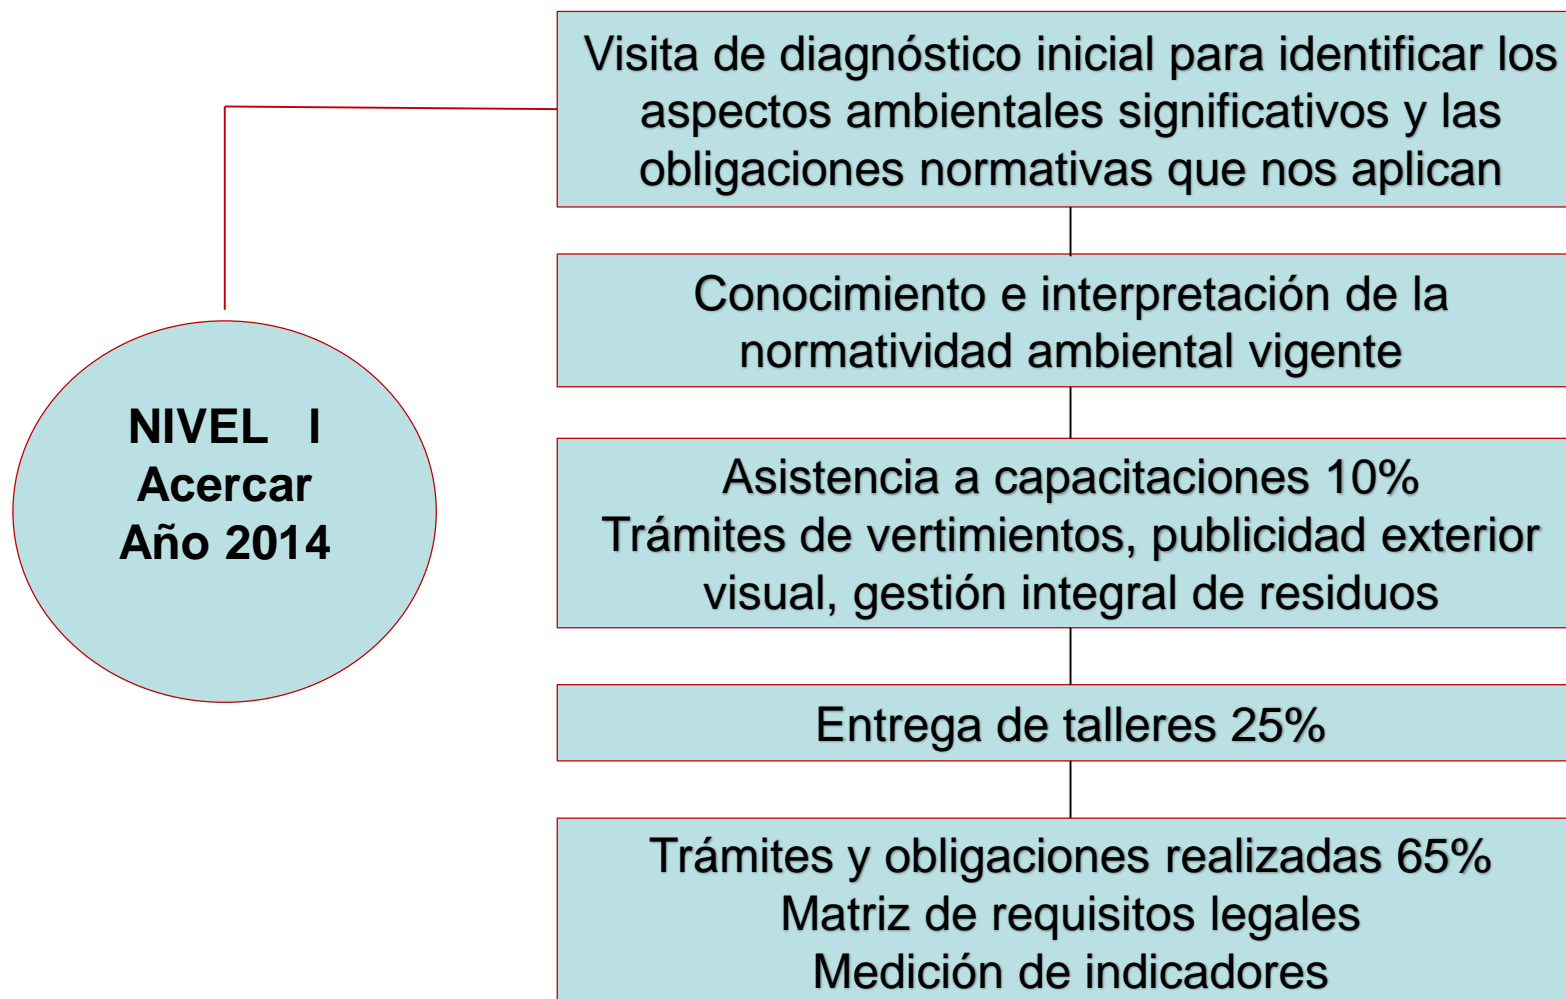 Visita de diagnóstico inicial para identificar los
aspectos ambientales significativos y las
obligaciones normativas que nos aplican
Conocimiento e interpretación de la
normatividad ambiental vigente
NIVEL I
Acercar
Año 2014
Asistencia a capacitaciones 10%
Trámites de vertimientos, publicidad exterior
visual, gestión integral de residuos
Entrega de talleres 25%
Trámites y obligaciones realizadas 65%
Matriz de requisitos legales
Medición de indicadores